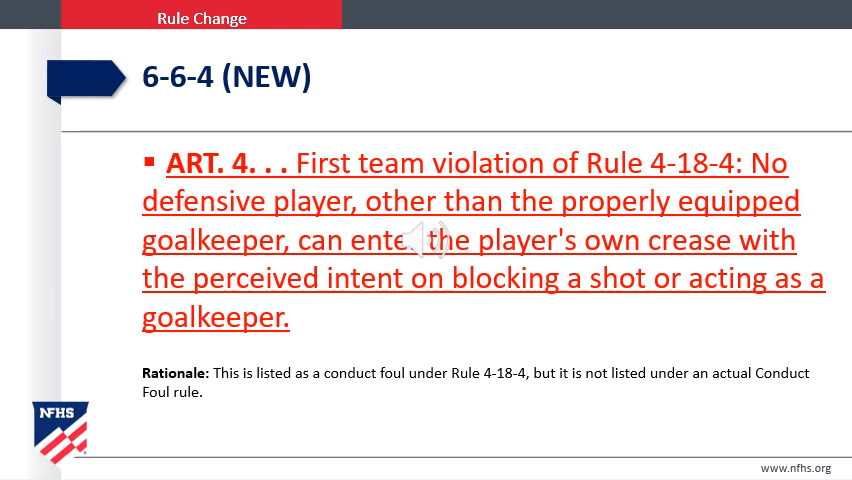 Rule Change
6-6-4 (NEW)
▪ ART. 4. . . First team violation of Rule 4-18-4: No
defensive player, other than the properly equipped
goalkeeper, can enter the player's own crease with
the perceived intent on blocking a shot or acting as a
goalkeeper.
Rationale: This is listed as a conduct foul under Rule 4-18-4, but it is not listed under an actual Conduct
Foul rule.
NFHS
www.nfhs.org